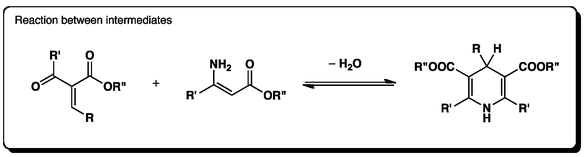 Reaction between intermediates
R'
O
O
OR"
R
+
NH2
O
R'
OR"
– H2O
R H
R"OOC
COOR"
R'
N
H
R'